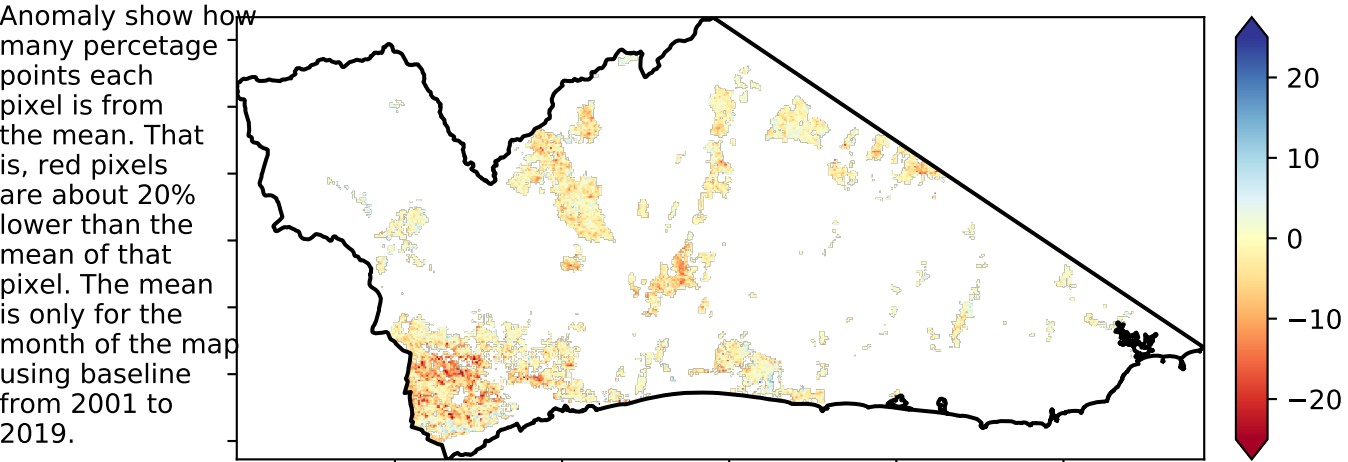 Anomaly show how
many percetage
points each
pixel is from
the mean. That
is, red pixels
are about 20%
lower than the
mean of that
pixel. The mean
is only for the
month of the map
using baseline
from 2001 to
2019.
20
10
0
−10
−20